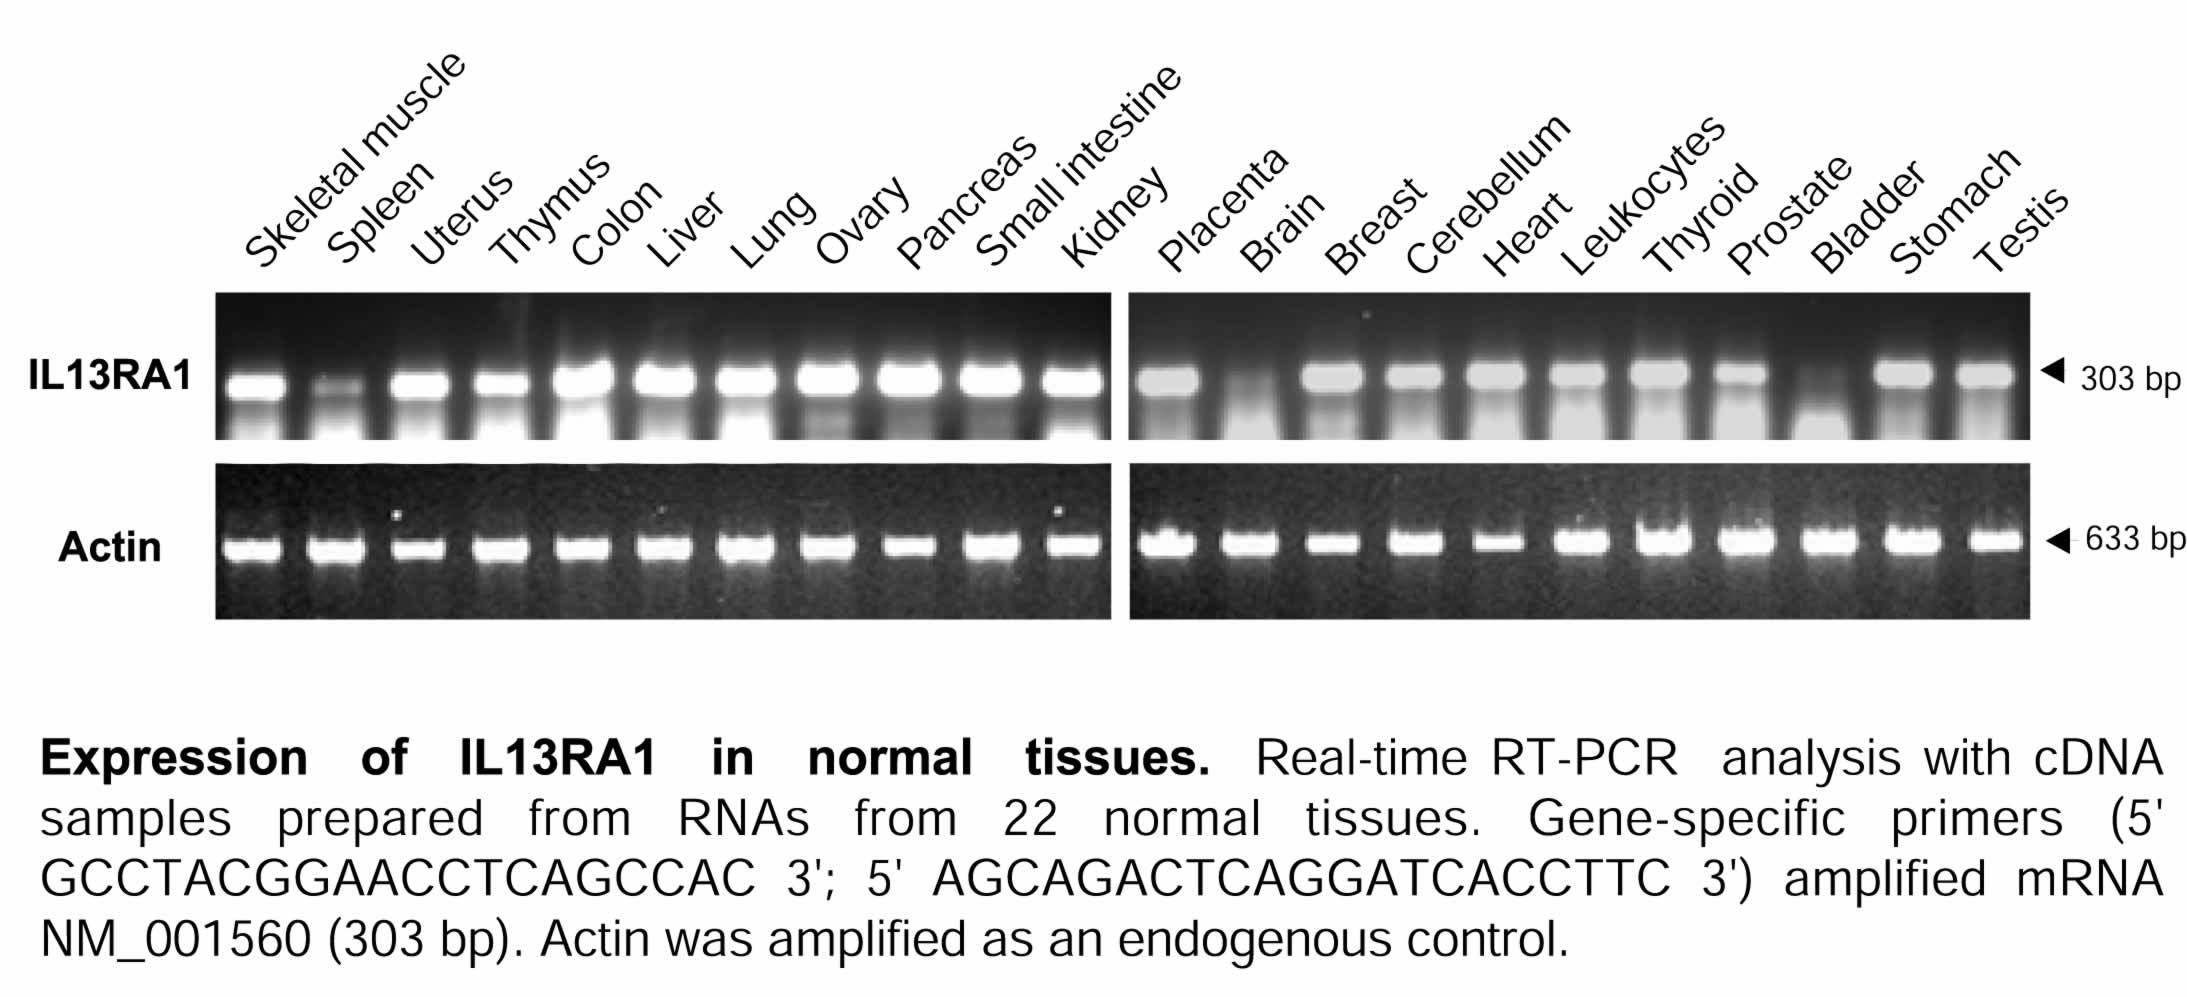 Skeletal muscle
Spleen
Uterus
Thymus
Colon
Liver
Lung
Ovary
Pancreas
Small intestine
Kidney
Placenta
Brain
Breast
Cerebellum
Heart
Leukocytes
Thyroid
Prostate
Bladder
Stomach
Testis
IL13RA1
303 bp
Actin
633 bp
Expression of IL13RA1 in normal tissues. Real-time RT-PCR analysis with cDNA
samples prepared from RNAs from 22 normal tissues. Gene-specific primers (5'
GCCTACGGAACCTCAGCCAC 3'; 5' AGCAGACTCAGGATCACCTTC 3') amplified mRNA
NM_001560 (303 bp). Actin was amplified as an endogenous control.